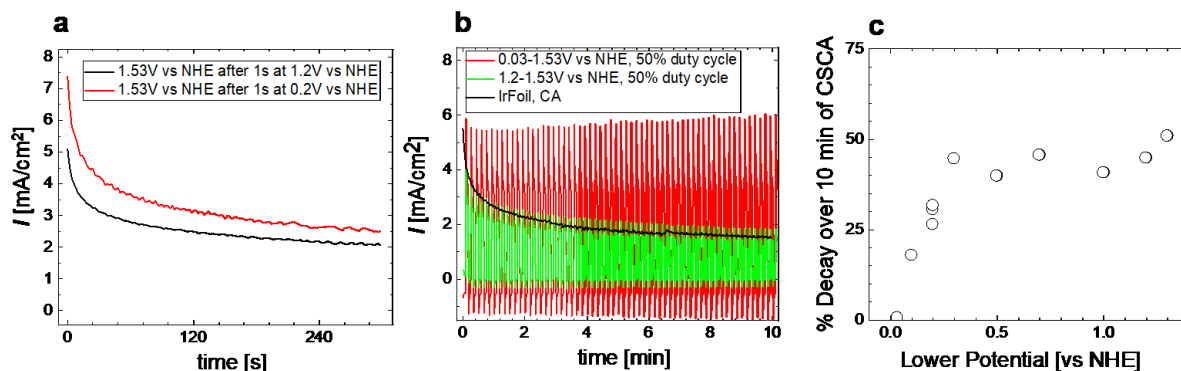 a
8
7
6
5
4
3
2
1
0
I [mA/cm²]
1.53V vs NHE after 1s at 1.2V vs NHE
1.53V vs NHE after 1s at 0.2V vs NHE
0 120 240
time [s]
b
8
6
4
2
0
I [mA/cm²]
0.03-1.53V vs NHE, 50% duty cycle
1.2-1.53V vs NHE, 50% duty cycle
IrFoil, CA
0 2 4 6 8 10
time [min]
c
75
50
25
0
% Decay over 10 min of CSCA
0.0 0.5 1.0
Lower Potential [vs NHE]